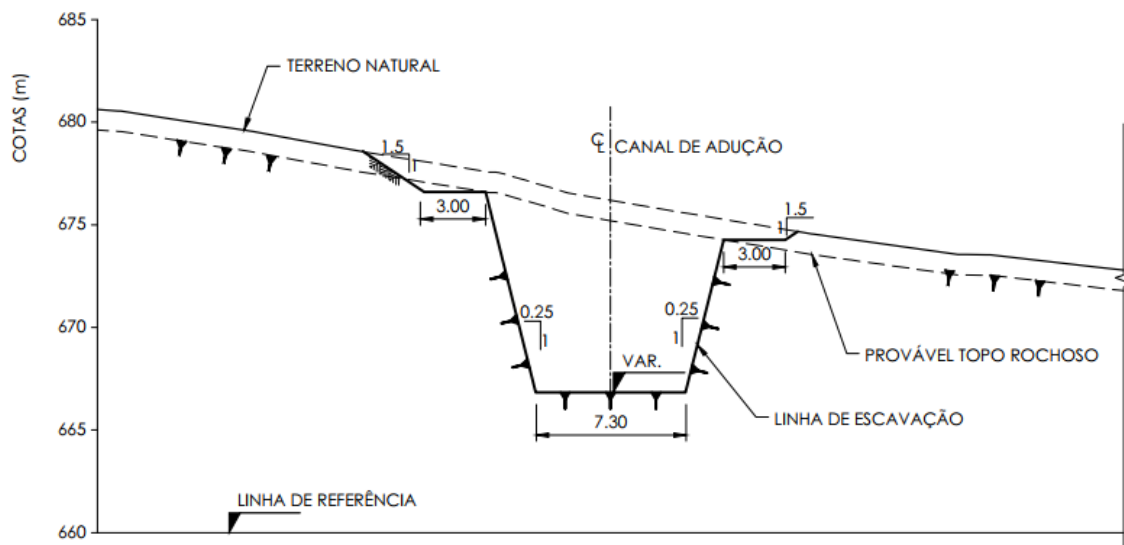 685
COTAS (m)
TERRENO NATURAL
680
1.5
1
℄ CANAL DE ADUÇÃO
675
3.00
1.5
1
3.00
670
0.25
1
0.25
1
VAR.
PROVÁVEL TOPO ROCHOSO
665
7.30
LINHA DE ESCAVAÇÃO
LINHA DE REFERÊNCIA
660